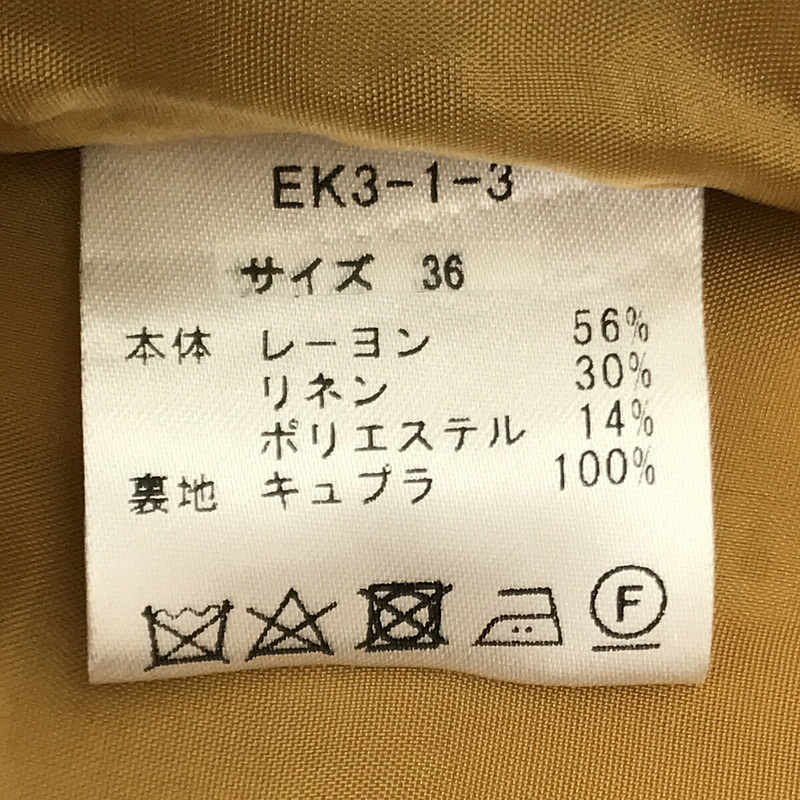 EK3-1-3
サイズ 36
本体 レーヨン 56%
リネン 30%
ポリエステル 14%
裏地 キュプラ 100%
F